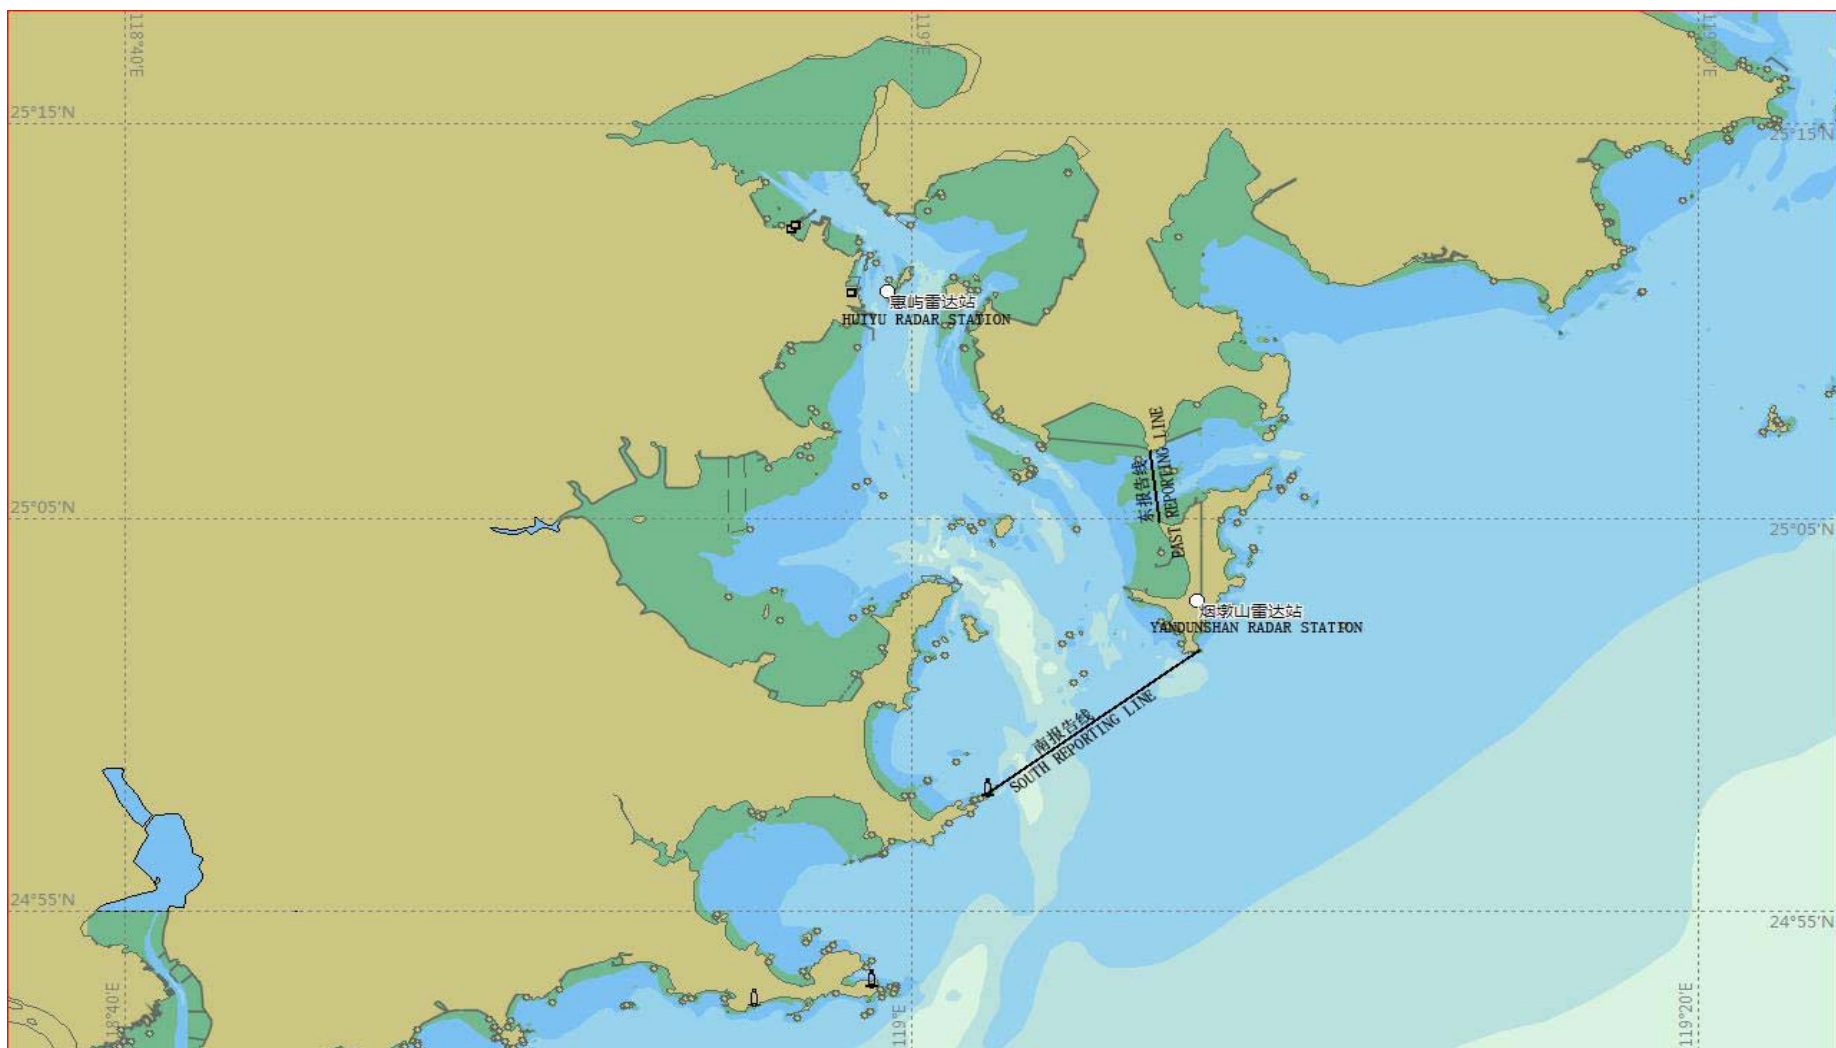 118°40'E
119°E
119°20'E
25°15'N
25°15'N
惠屿雷达站
HUIYU RADAR STATION
东报告线
EAST REPORTING LINE
25°05'N
25°05'N
烟墩山雷达站
YANDUNSHAN RADAR STATION
南报告线
SOUTH REPORTING LINE
24°55'N
24°55'N
118°40'E
119°E
119°20'E